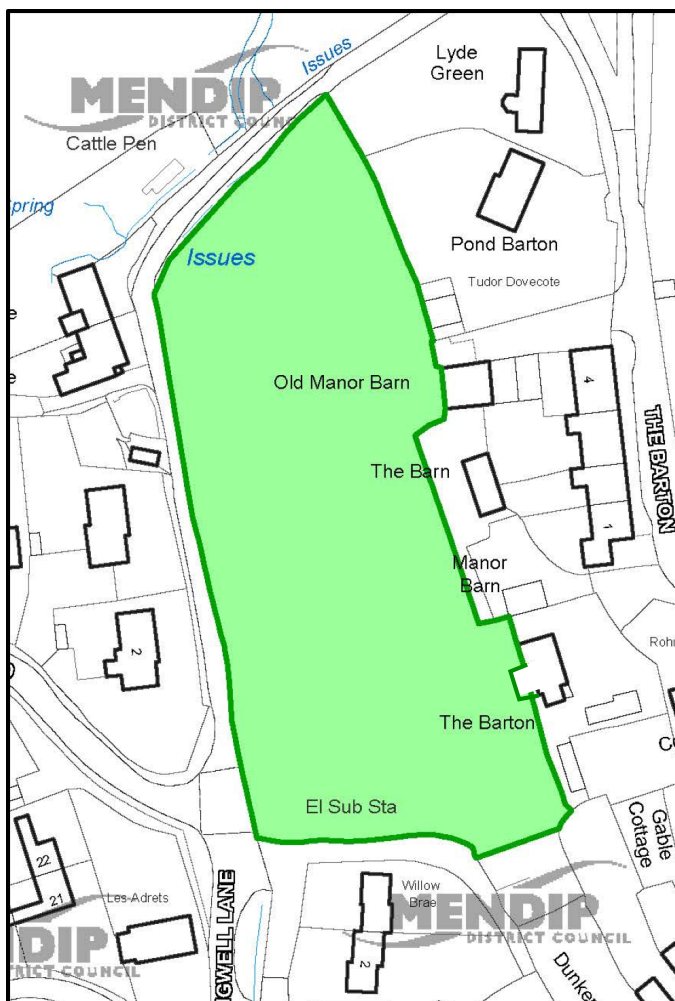 Issues
Lyde
Green
MENDIP
DISTRICT COUNC
Cattle Pen
pring
Pond Barton
Issues
Tudor Dovecote
e
e
Old Manor Barn
4
THE BARTON
The Barn
1
Manor
Barn
Rohr
2
The Barton
El Sub Sta
Gable
Cottage
22
21
Les-Adrets
GWELL LANE
Willow
Brae
MENDIP
DISTRICT COUNCIL
DIP
RICT COUNCIL
2
Dunke